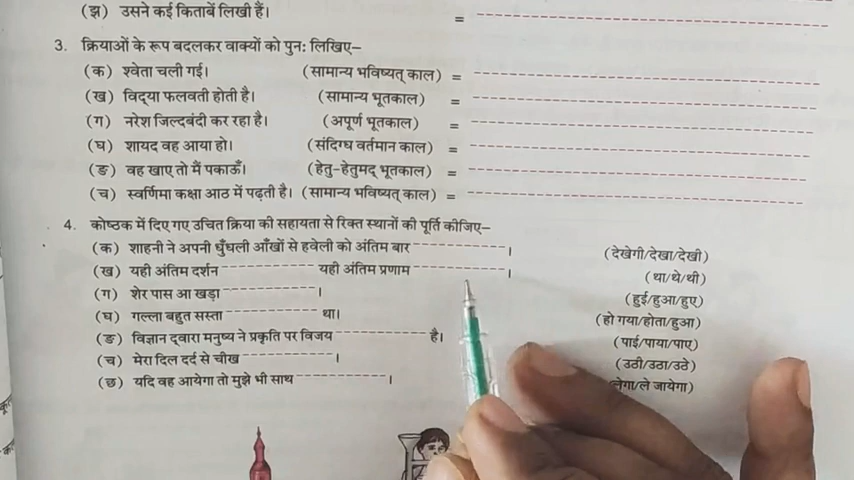 (झ) उसने कई किताबें लिखी हैं। =
3. क्रियाओं के रूप बदलकर वाक्यों को पुनः लिखिए–
(क) श्वेता चली गई। (सामान्य भविष्यत् काल) =
(ख) विद्या फलवती होती है। (सामान्य भूतकाल) =
(ग) नरेश जिल्दबंदी कर रहा है। (अपूर्ण भूतकाल) =
(घ) शायद वह आया हो। (संदिग्ध वर्तमान काल) =
(ङ) वह खाए तो मैं पकाऊँ। (हेतु-हेतुमद् भूतकाल) =
(च) स्वर्णिमा कक्षा आठ में पढ़ती है। (सामान्य भविष्यत् काल) =
4. कोष्ठक में दिए गए उचित क्रिया की सहायता से रिक्त स्थानों की पूर्ति कीजिए–
(क) शाहनी ने अपनी धुँधली आँखों से हवेली को अंतिम बार ---------- । (देखेगी/देखा/देखी)
(ख) यही अंतिम दर्शन ---------- यही अंतिम प्रणाम ---------- । (था/थे/थी)
(ग) शेर पास आ खड़ा ---------- । (हुई/हुआ/हुए)
(घ) गल्ला बहुत सस्ता ---------- था। (हो गया/होता/हुआ)
(ङ) विज्ञान द्वारा मनुष्य ने प्रकृति पर विजय ---------- है। (पाई/पाया/पाए)
(च) मेरा दिल दर्द से चीख ---------- । (उठी/उठा/उठे)
(छ) यदि वह आयेगा तो मुझे भी साथ ---------- । लेगा/ले जायेगा)